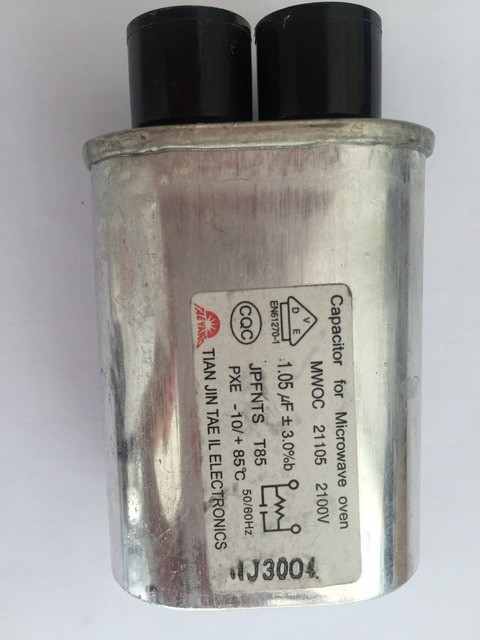 Capacitor for Microwave oven
MWOC 21105 2100V
D V E
EN61270-1
1.05 µF ± 3.0%b
CQC
JPFNTS T85
PXE -10/+ 85℃ 50/60Hz
TAEYANG
TIAN JIN TAE IL ELECTRONICS